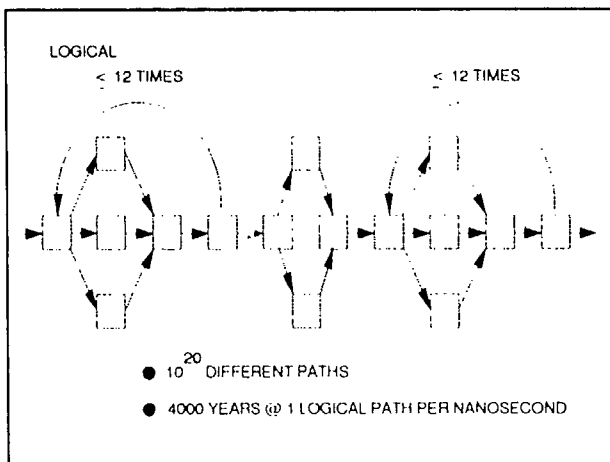 LOGICAL
≤ 12 TIMES
≤ 12 TIMES
● 10^20 DIFFERENT PATHS
● 4000 YEARS @ 1 LOGICAL PATH PER NANOSECOND